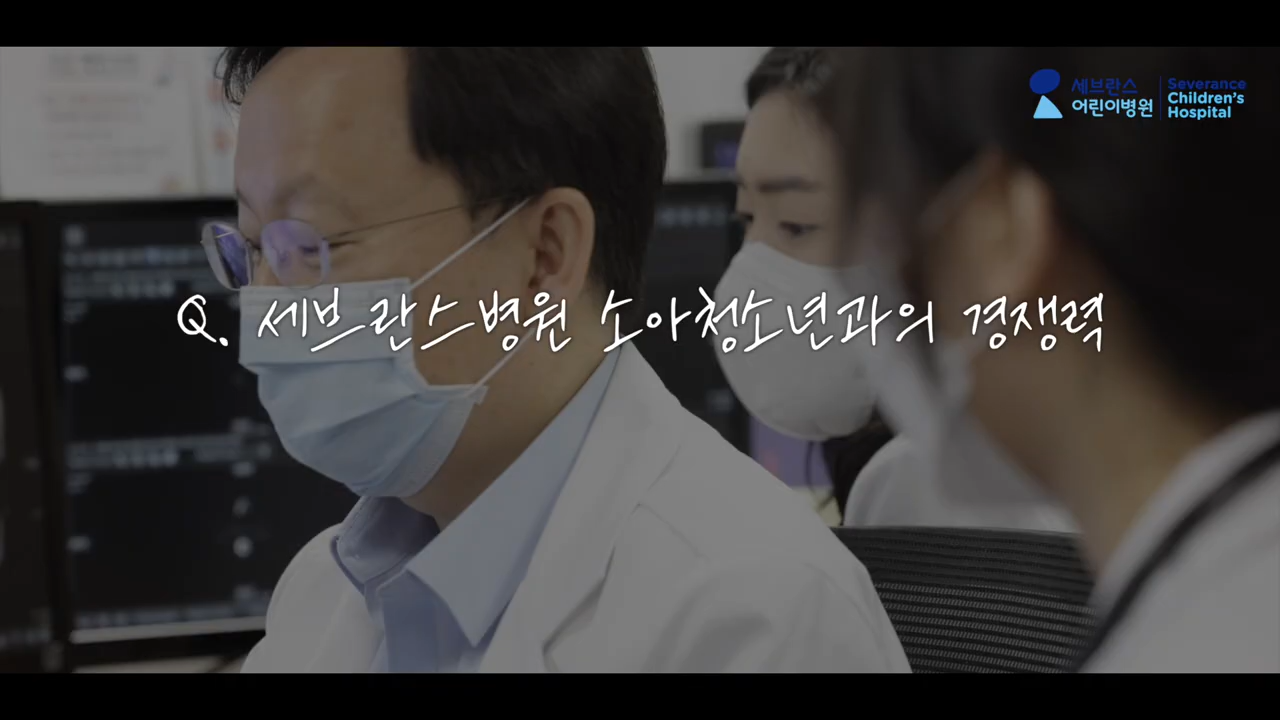 세브란스
어린이병원
Severance
Children's
Hospital
Q. 세브란스병원 소아청소년과의 경쟁력